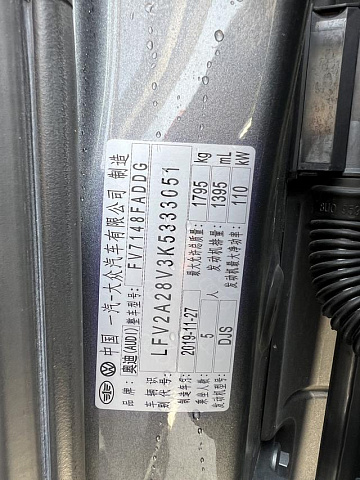 中国 一汽-大众汽车有限公司 制造
品牌：奥迪(AUDI) 整车型号：FV7148FADDG
车辆识别代号：LFV2A28V3K5333051
制造年月：2019-11-27 最大允许总质量：1795 kg
乘坐人数：5 人 发动机排量：1395 mL
发动机型号：DJS 发动机最大净功率：110 kW